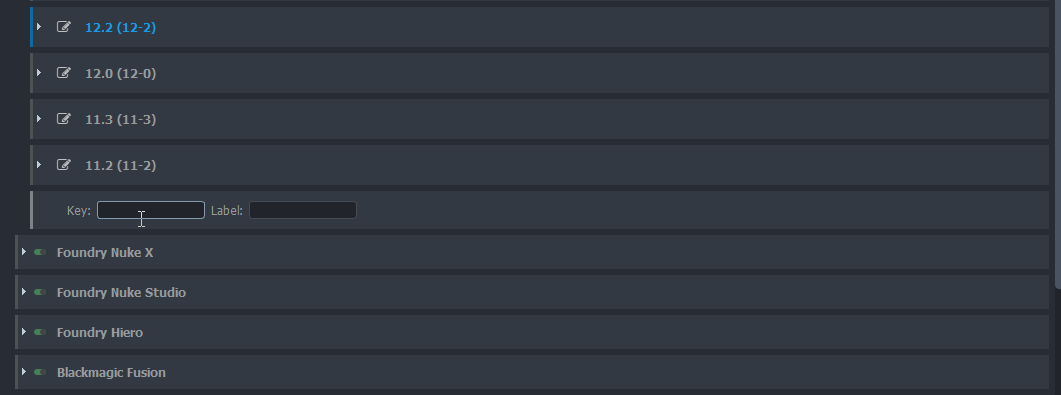 12.2 (12-2)
12.0 (12-0)
11.3 (11-3)
11.2 (11-2)
Key: Label:
Foundry Nuke X
Foundry Nuke Studio
Foundry Hiero
Blackmagic Fusion